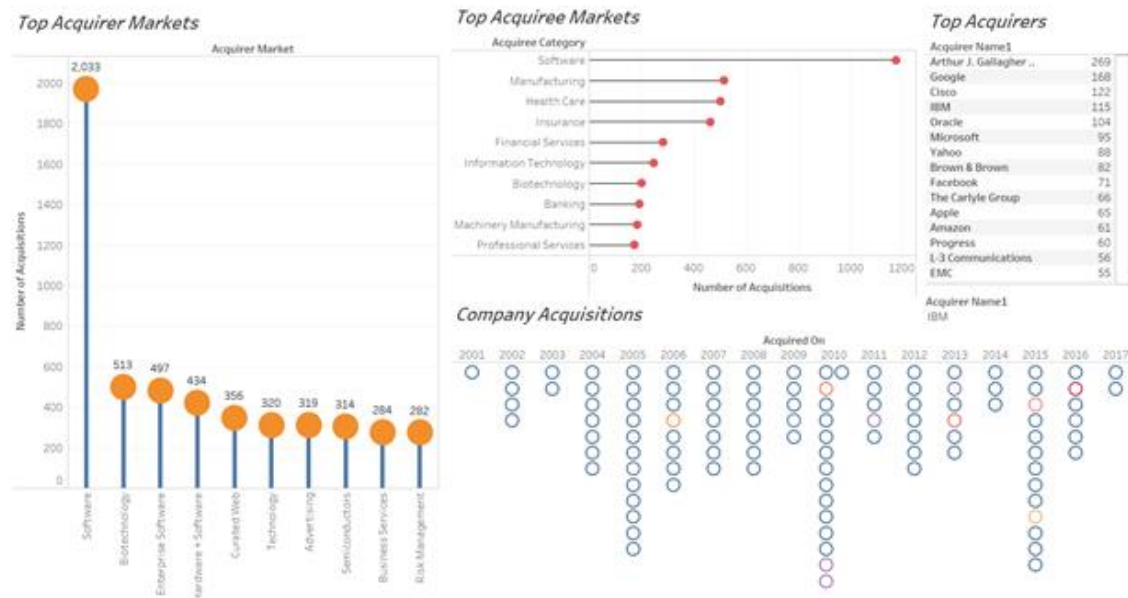 Top Acquirer Markets
Acquirer Market
Number of Acquisitions
2000
1800
1600
1400
1200
1000
800
600
400
200
0
2,033
513
497
434
356
320
319
314
284
282
Software
Biotechnology
Enterprise Software
Hardware + Software
Curated Web
Technology
Advertising
Semiconductors
Business Services
Risk Management
Top Acquiree Markets
Acquiree Category
Software
Manufacturing
Health Care
Insurance
Financial Services
Information Technology
Biotechnology
Banking
Machinery Manufacturing
Professional Services
0 200 400 600 800 1000 1200
Number of Acquisitions
Top Acquirers
Acquirer Name1
Arthur J. Gallagher .. 269
Google 168
Cisco 122
IBM 115
Oracle 104
Microsoft 95
Yahoo 88
Brown & Brown 82
Facebook 71
The Carlyle Group 66
Apple 65
Amazon 61
Progress 60
L-3 Communications 56
EMC 55
Acquirer Name1
IBM
Company Acquisitions
Acquired On
2001 2002 2003 2004 2005 2006 2007 2008 2009 2010 2011 2012 2013 2014 2015 2016 2017